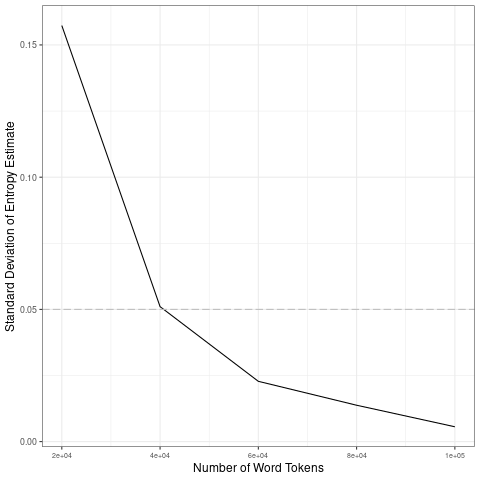 Standard Deviation of Entropy Estimate
0.15
0.10
0.05
0.00
2e+04 4e+04 6e+04 8e+04 1e+05
Number of Word Tokens